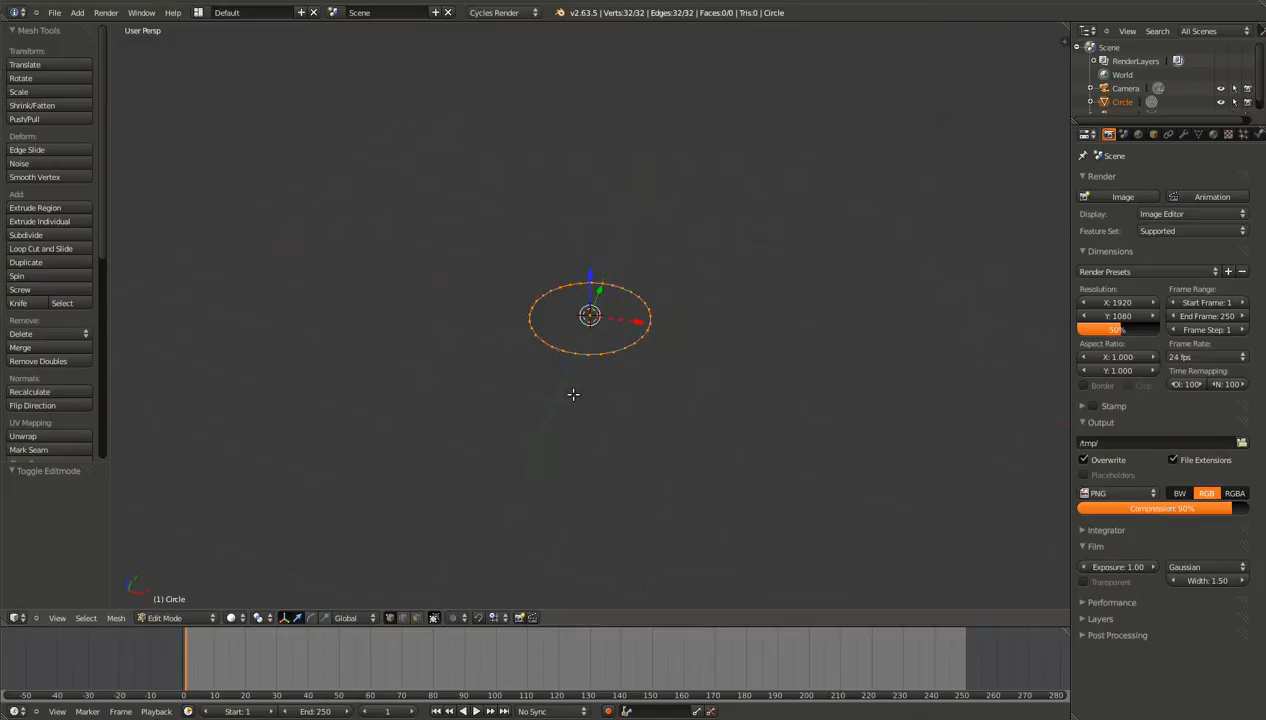 File Add Render Window Help Default Scene Cycles Render v2.63.5 | Verts:32/32 | Edges:32/32 | Faces:0/0 | Tris:0 | Circle
Mesh Tools
Transform:
Translate
Rotate
Scale
Shrink/Fatten
Push/Pull
Deform:
Edge Slide
Noise
Smooth Vertex
Add:
Extrude Region
Extrude Individual
Subdivide
Loop Cut and Slide
Duplicate
Spin
Screw
Knife Select
Remove:
Delete
Merge
Remove Doubles
Normals:
Recalculate
Flip Direction
UV Mapping:
Unwrap
Mark Seam
Toggle Editmode
User Persp
(1) Circle
View Select Mesh Edit Mode Global
View Search All Scenes
Scene
RenderLayers
World
Camera
Circle
Scene
Render
Image Animation
Display: Image Editor
Feature Set: Supported
Dimensions
Render Presets
Resolution: Frame Range:
X: 1920 Start Frame: 1
Y: 1080 End Frame: 250
50% Frame Step: 1
Aspect Ratio: Frame Rate:
X: 1.000 24 fps
Y: 1.000 Time Remapping:
Border Crop :100 N: 100
Stamp
Output
/tmp/
Overwrite File Extensions
Placeholders
PNG BW RGB RGBA
Compression: 90%
Integrator
Film
Exposure: 1.00 Gaussian
Transparent Width: 1.50
Performance
Layers
Post Processing
-50 -40 -30 -20 -10 0 10 20 30 40 50 60 70 80 90 100 110 120 130 140 150 160 170 180 190 200 210 220 230 240 250 260 270 280
View Marker Frame Playback Start: 1 End: 250 1 No Sync